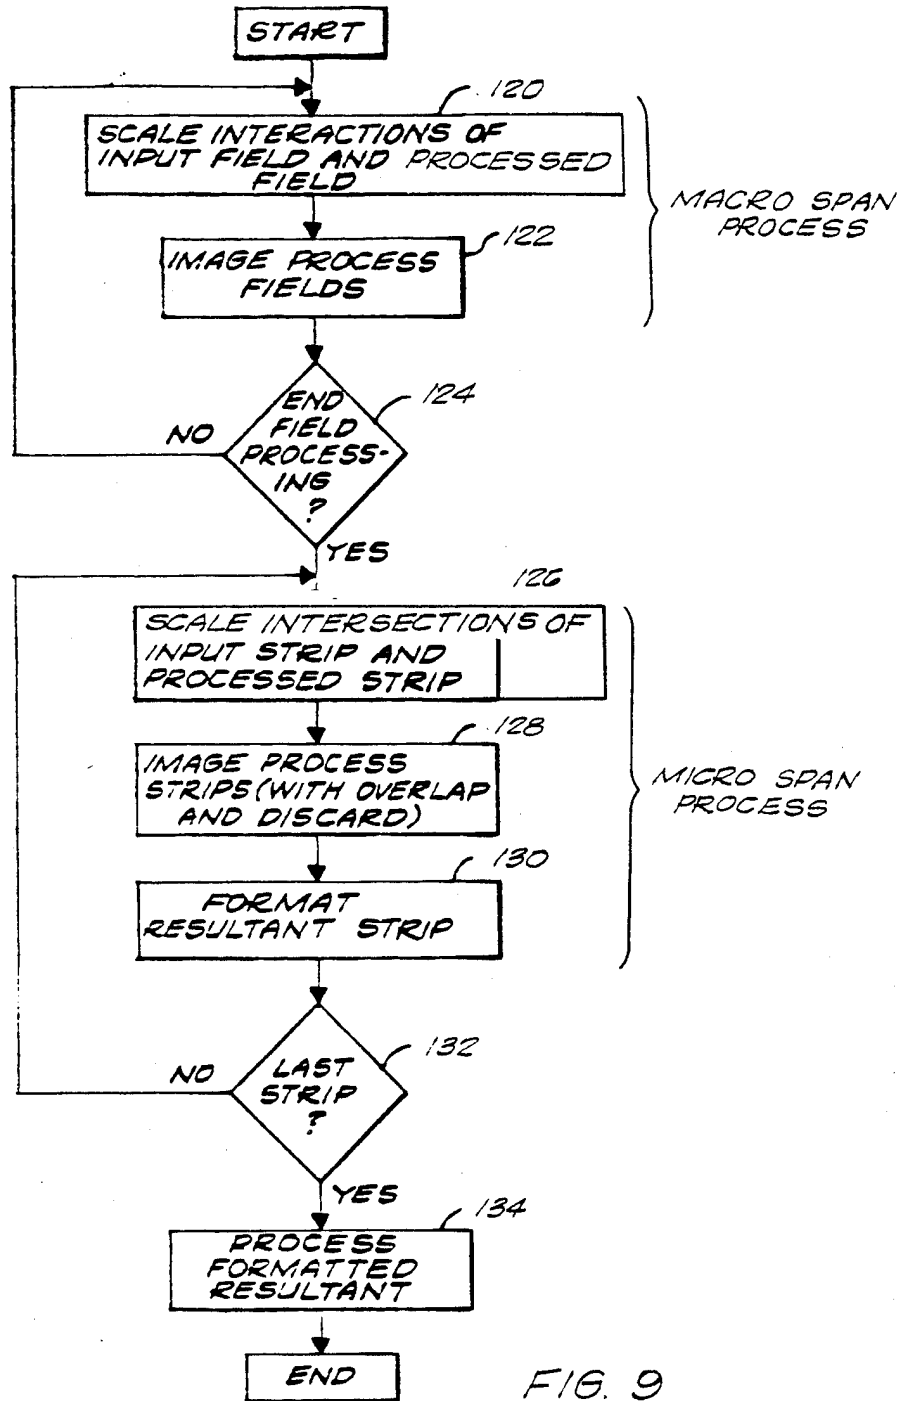 START
120
SCALE INTERACTIONS OF
INPUT FIELD AND PROCESSED
FIELD
MACRO SPAN
PROCESS
122
IMAGE PROCESS
FIELDS
124
END
FIELD
PROCESS-
ING
?
NO
YES
126
SCALE INTERSECTIONS OF
INPUT STRIP AND
PROCESSED STRIP
128
IMAGE PROCESS
STRIPS (WITH OVERLAP
AND DISCARD)
MICRO SPAN
PROCESS
130
FORMAT
RESULTANT STRIP
132
LAST
STRIP
?
NO
YES
134
PROCESS
FORMATTED
RESULTANT
END
FIG. 9